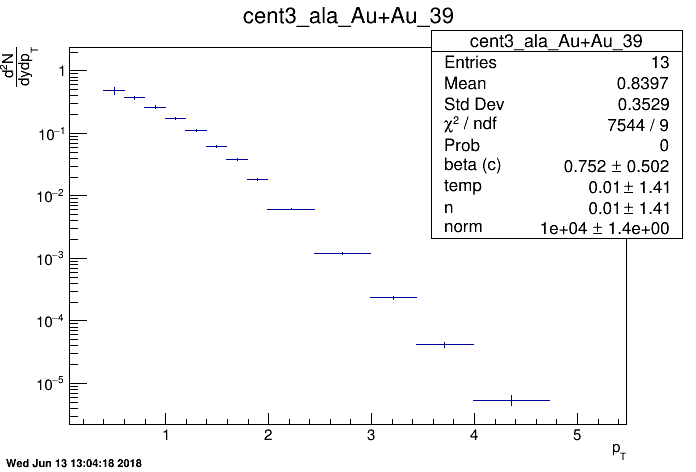 cent3_ala_Au+Au_39
cent3_ala_Au+Au_39
Entries 13
Mean 0.8397
Std Dev 0.3529
χ² / ndf 7544 / 9
Prob 0
beta (c) 0.752 ± 0.502
temp 0.01 ± 1.41
n 0.01 ± 1.41
norm 1e+04 ± 1.4e+00
d²N
dydp_T
1
10⁻¹
10⁻²
10⁻³
10⁻⁴
10⁻⁵
1 2 3 4 5
p_T
Wed Jun 13 13:04:18 2018